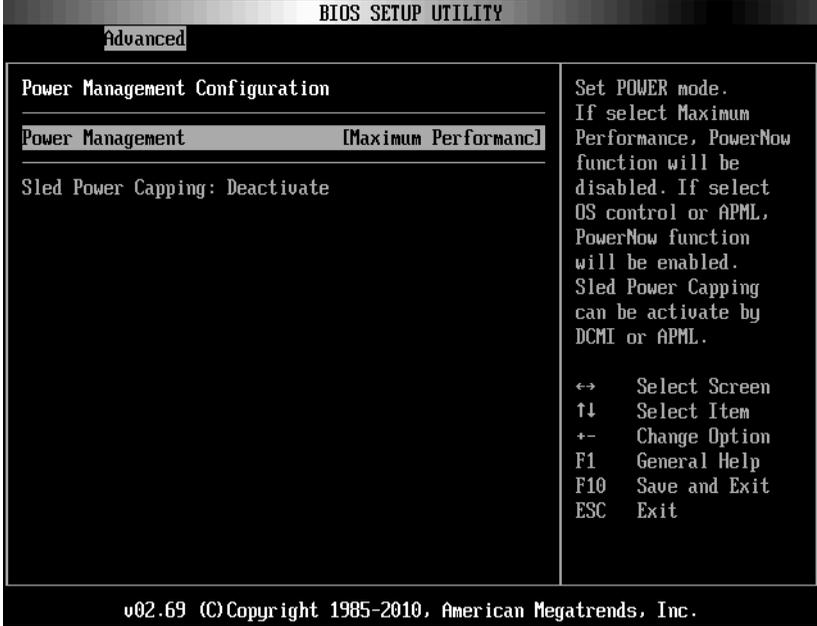 BIOS SETUP UTILITY
Advanced
Power Management Configuration
Power Management [Maximum Performanc]
Sled Power Capping: Deactivate
Set POWER mode.
If select Maximum
Performance, PowerNow
function will be
disabled. If select
OS control or APML,
PowerNow function
will be enabled.
Sled Power Capping
can be activate by
DCMI or APML.
↔ Select Screen
↑↓ Select Item
+- Change Option
F1 General Help
F10 Save and Exit
ESC Exit
v02.69 (C)Copyright 1985-2010, American Megatrends, Inc.